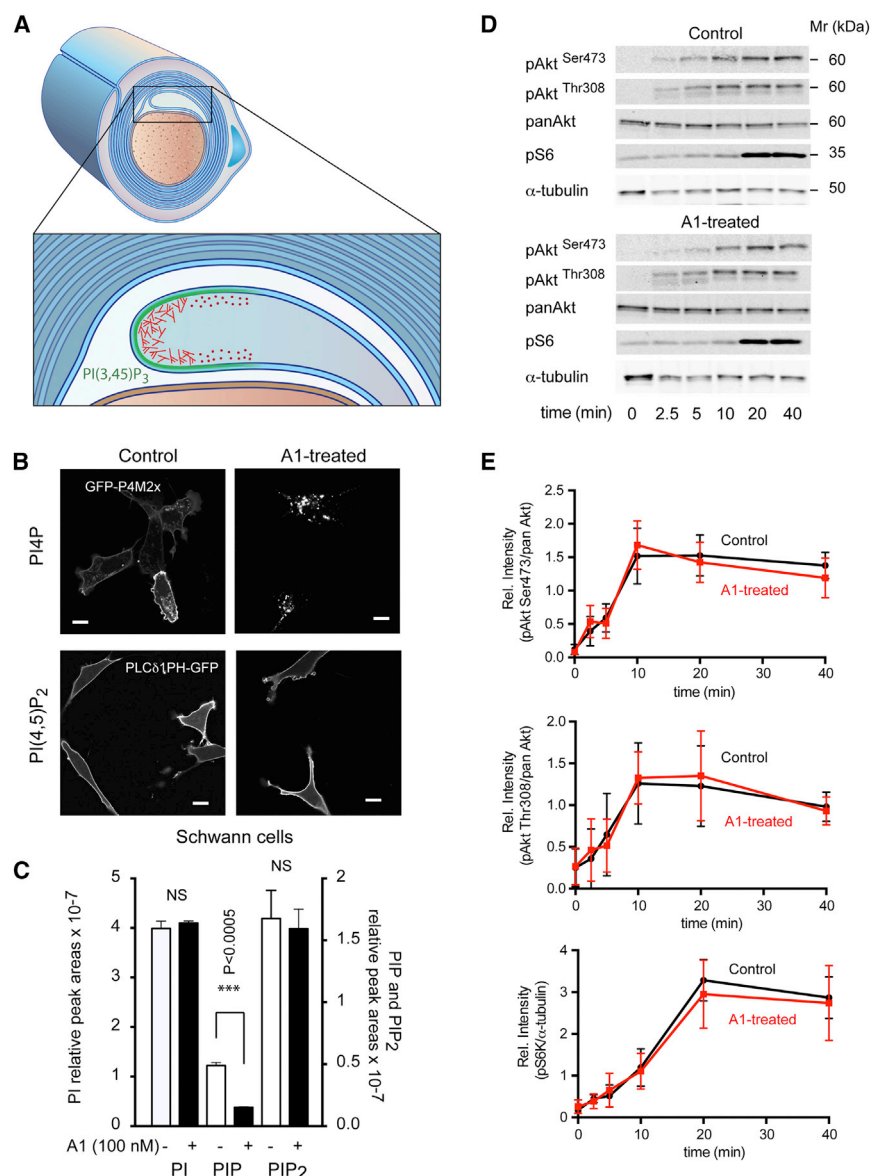 A
PI(3,45)P3
B
Control
A1-treated
PI4P
GFP-P4M2x
PI(4,5)P2
PLCδ1PH-GFP
Schwann cells
C
PI relative peak areas x 10-7
5
4
3
2
1
0
NS
P<0.0005
***
NS
2
1.6
1
0.5
0.0
PIP and PIP2
relative peak areas x 10-7
A1 (100 nM) - + - + - +
PI PIP PIP2
D
Control
Mr (kDa)
pAkt Ser473
60
pAkt Thr308
60
panAkt
60
pS6
35
α-tubulin
50
A1-treated
pAkt Ser473
pAkt Thr308
panAkt
pS6
α-tubulin
time (min) 0 2.5 5 10 20 40
E
Rel. Intensity
(pAkt Ser473/pan Akt)
2.5
2.0
1.5
1.0
0.5
0.0
Control
A1-treated
0 10 20 30 40
time (min)
Rel. Intensity
(pAkt Thr308/pan Akt)
2.0
1.5
1.0
0.5
0.0
Control
A1-treated
0 10 20 30 40
time (min)
Rel. Intensity
(pS6K/α-tubulin)
4
3
2
1
0
Control
A1-treated
0 10 20 30 40
time (min)